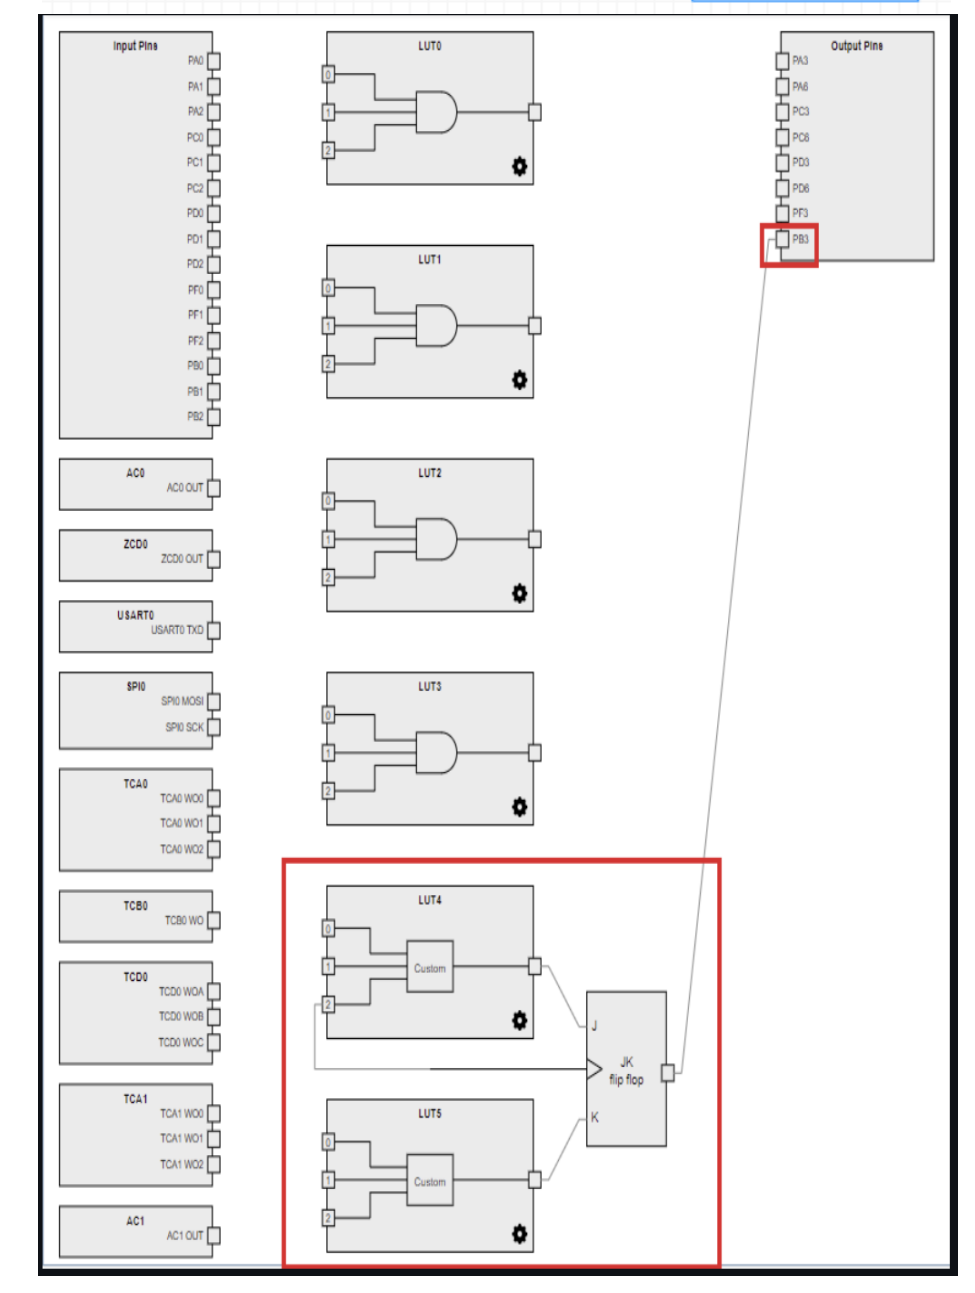 Input Pins
PA0
PA1
PA2
PC0
PC1
PC2
PD0
PD1
PD2
PF0
PF1
PF2
PB0
PB1
PB2
AC0
AC0 OUT
ZCD0
ZCD0 OUT
USART0
USART0 TXD
SPI0
SPI0 MOSI
SPI0 SCK
TCA0
TCA0 WO0
TCA0 WO1
TCA0 WO2
TCB0
TCB0 WO
TCD0
TCD0 WOA
TCD0 WOB
TCD0 WOC
TCA1
TCA1 WO0
TCA1 WO1
TCA1 WO2
AC1
AC1 OUT
LUT0
0
1
2
LUT1
0
1
2
LUT2
0
1
2
LUT3
0
1
2
LUT4
0
1
2
Custom
LUT5
0
1
2
Custom
J
JK
flip flop
K
Output Pins
PA3
PA6
PC3
PC6
PD3
PD6
PF3
PB3